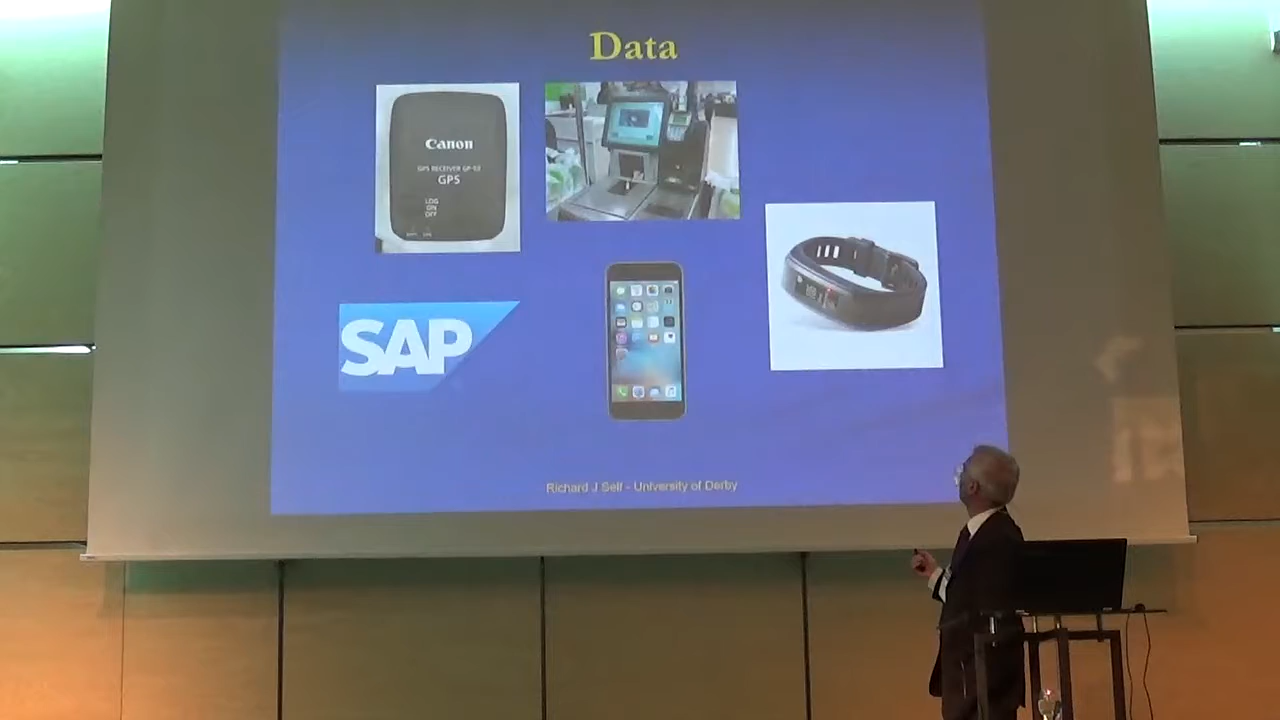 Data
Canon
GPS RECEIVER GP-E2
GPS
LOG
ON
OFF
SAP
Richard J Self - University of Derby